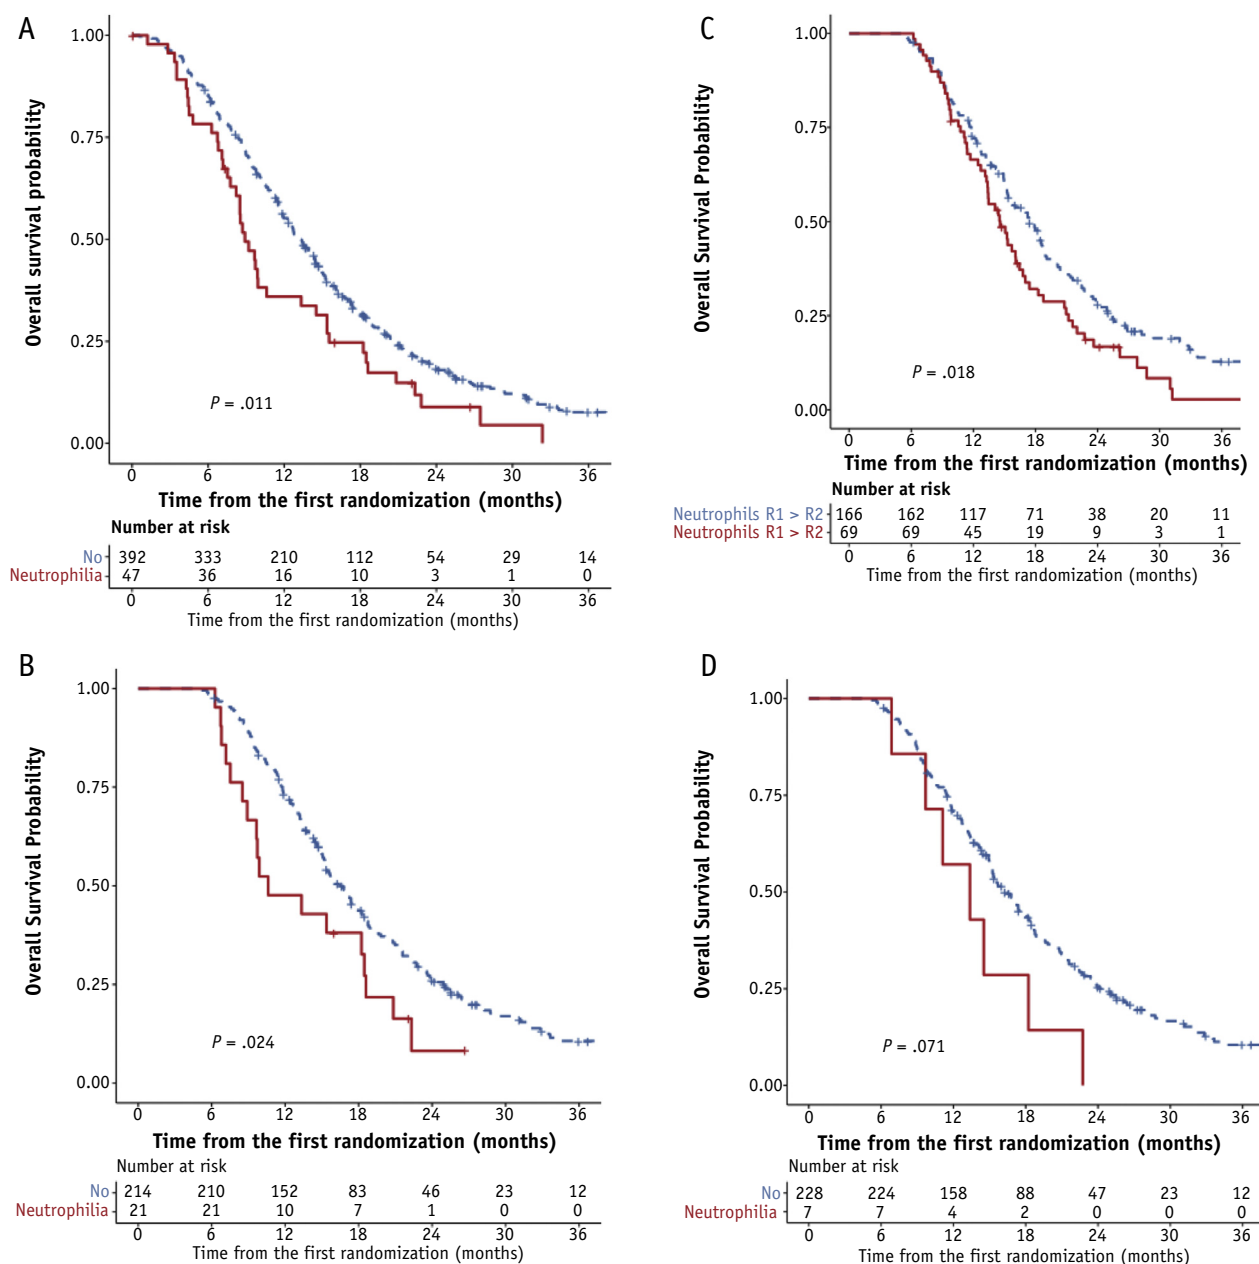 A
Overall survival probability
1.00
0.75
0.50
0.25
0.00
P = .011
0 6 12 18 24 30 36
Time from the first randomization (months)
Number at risk
No 392 333 210 112 54 29 14
Neutrophilia 47 36 16 10 3 1 0
0 6 12 18 24 30 36
Time from the first randomization (months)
C
Overall Survival Probability
1.00
0.75
0.50
0.25
0.00
P = .018
0 6 12 18 24 30 36
Time from the first randomization (months)
Number at risk
Neutrophils R1 > R2 166 162 117 71 38 20 11
Neutrophils R1 > R2 69 69 45 19 9 3 1
0 6 12 18 24 30 36
Time from the first randomization (months)
B
Overall Survival Probability
1.00
0.75
0.50
0.25
0.00
P = .024
0 6 12 18 24 30 36
Time from the first randomization (months)
Number at risk
No 214 210 152 83 46 23 12
Neutrophilia 21 21 10 7 1 0 0
0 6 12 18 24 30 36
Time from the first randomization (months)
D
Overall Survival Probability
1.00
0.75
0.50
0.25
0.00
P = .071
0 6 12 18 24 30 36
Time from the first randomization (months)
Number at risk
No 228 224 158 88 47 23 12
Neutrophilia 7 7 4 2 0 0 0
0 6 12 18 24 30 36
Time from the first randomization (months)